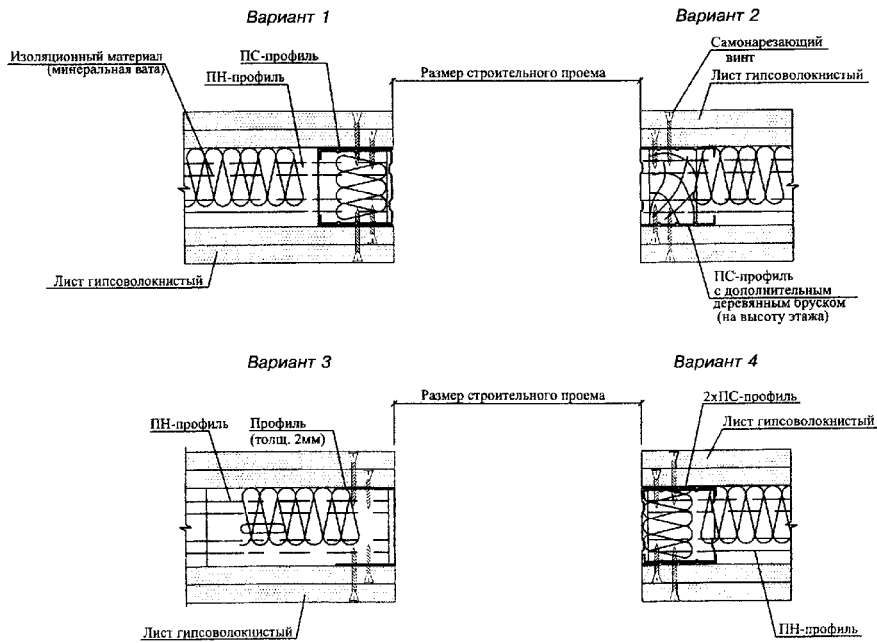 Вариант 1
Вариант 2
Изоляционный материал
(минеральная вата)
ПС-профиль
ПН-профиль
Размер строительного проема
Самонарезающий
винт
Лист гипсоволокнистый
Лист гипсоволокнистый
ПС-профиль
с дополнительным
деревянным бруском
(на высоту этажа)
Вариант 3
Вариант 4
Размер строительного проема
2хПС-профиль
ПН-профиль
Профиль
(толщ. 2мм)
Лист гипсоволокнистый
Лист гипсоволокнистый
ПН-профиль